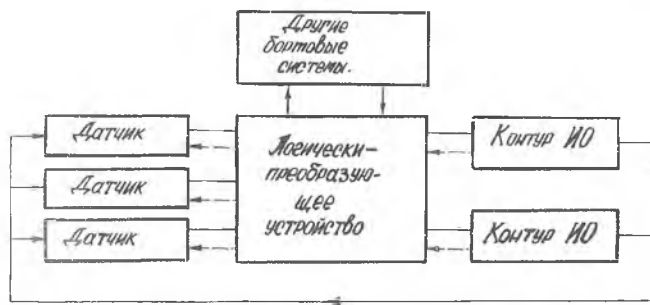 Другие
бортовые
системы.
Датчик
Датчик
Датчик
Логически-
преобразую-
щее
устройство
Контур ИО
Контур ИО